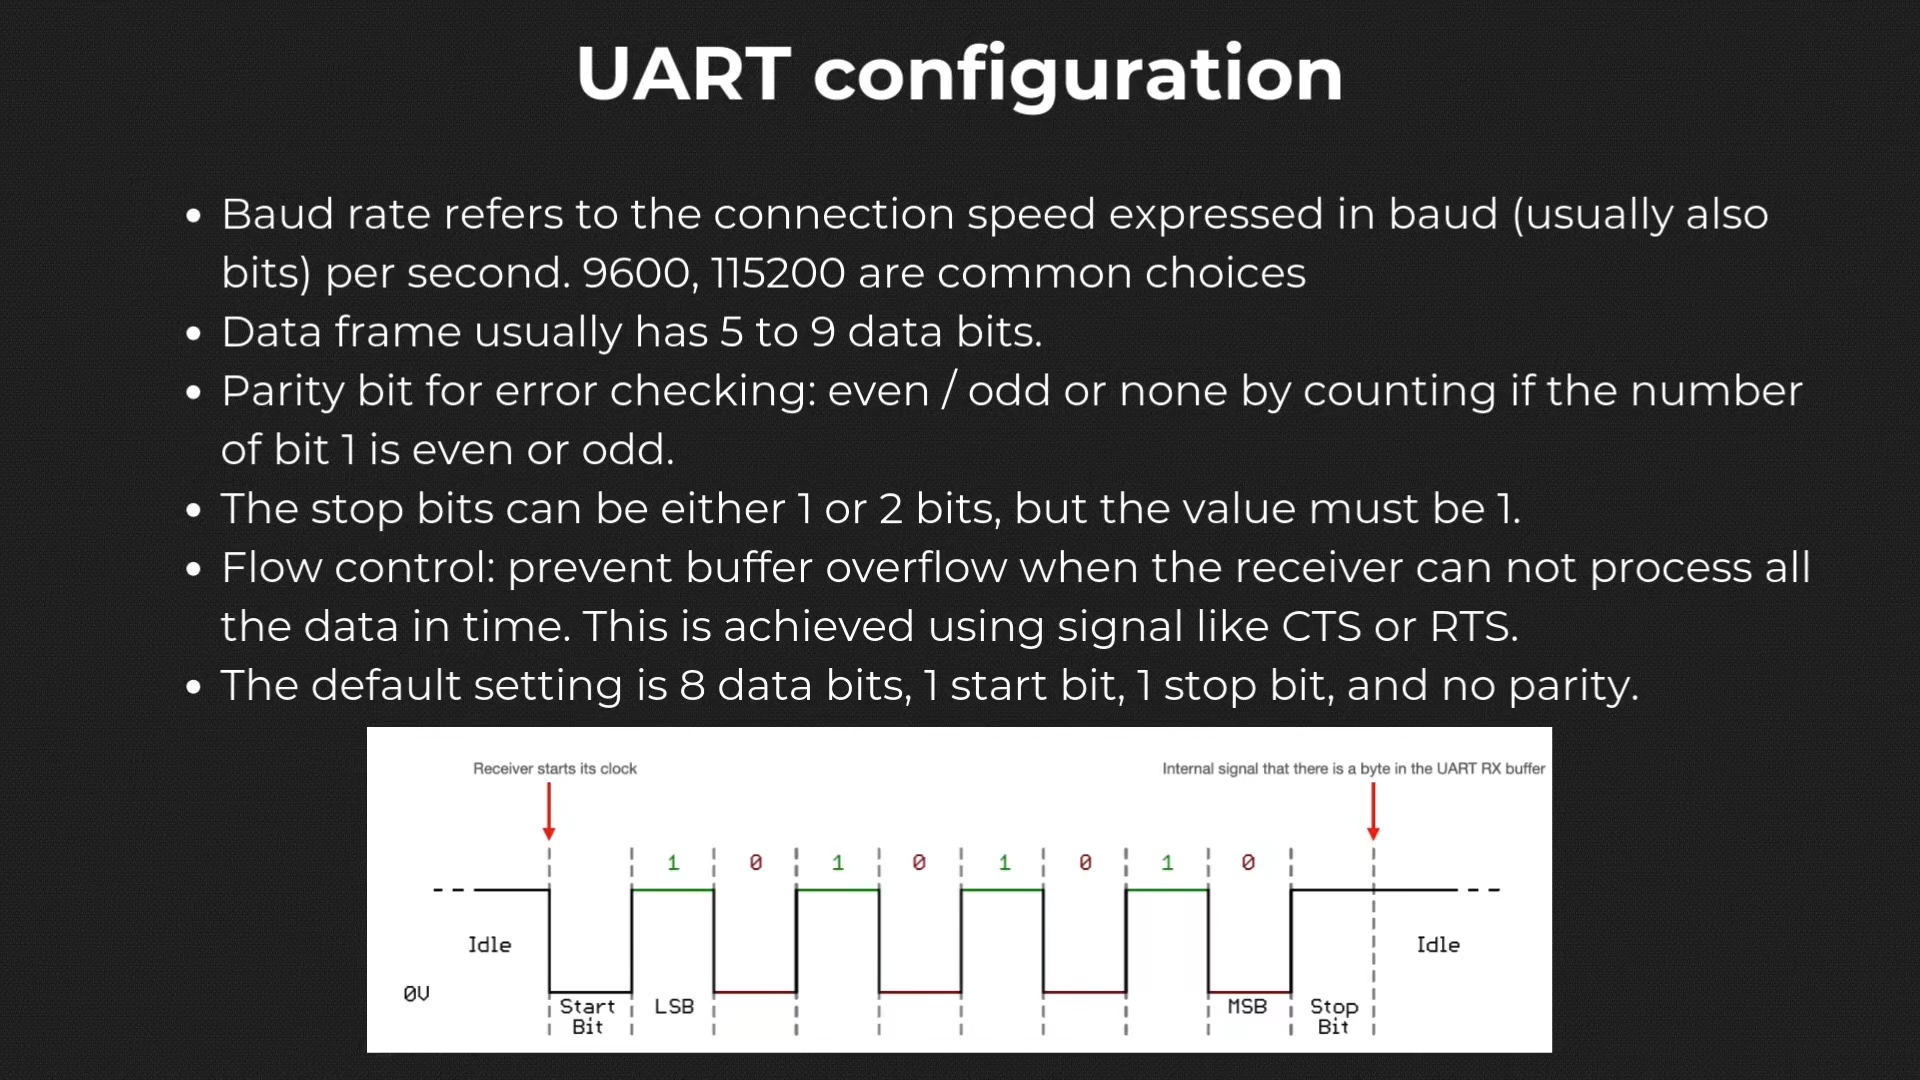 UART configuration
• Baud rate refers to the connection speed expressed in baud (usually also
bits) per second. 9600, 115200 are common choices
• Data frame usually has 5 to 9 data bits.
• Parity bit for error checking: even / odd or none by counting if the number
of bit 1 is even or odd.
• The stop bits can be either 1 or 2 bits, but the value must be 1.
• Flow control: prevent buffer overflow when the receiver can not process all
the data in time. This is achieved using signal like CTS or RTS.
• The default setting is 8 data bits, 1 start bit, 1 stop bit, and no parity.
Receiver starts its clock
Internal signal that there is a byte in the UART RX buffer
1 0 1 0 1 0 1 0
Idle
Idle
0V
Start
Bit
LSB
MSB
Stop
Bit